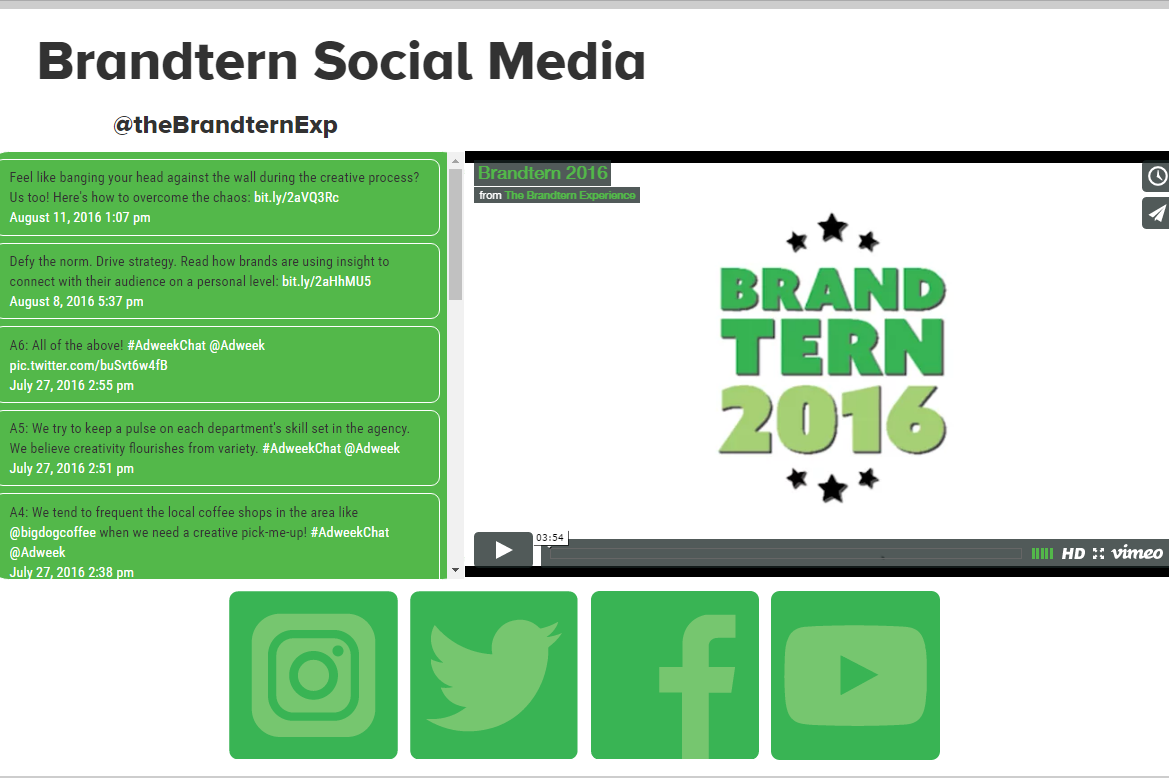 Brandtern Social Media
@theBrandternExp
Feel like banging your head against the wall during the creative process?
Us too! Here's how to overcome the chaos: bit.ly/2aVQ3Rc
August 11, 2016 1:07 pm
Defy the norm. Drive strategy. Read how brands are using insight to
connect with their audience on a personal level: bit.ly/2aHhMU5
August 8, 2016 5:37 pm
A6: All of the above! #AdweekChat @Adweek
pic.twitter.com/buSvt6w4fB
July 27, 2016 2:55 pm
A5: We try to keep a pulse on each department's skill set in the agency.
We believe creativity flourishes from variety. #AdweekChat @Adweek
July 27, 2016 2:51 pm
A4: We tend to frequent the local coffee shops in the area like
@bigdogcoffee when we need a creative pick-me-up! #AdweekChat
@Adweek
July 27, 2016 2:38 pm
Brandtern 2016
from The Brandtern Experience
BRAND
TERN
2016
03:54
HD vimeo